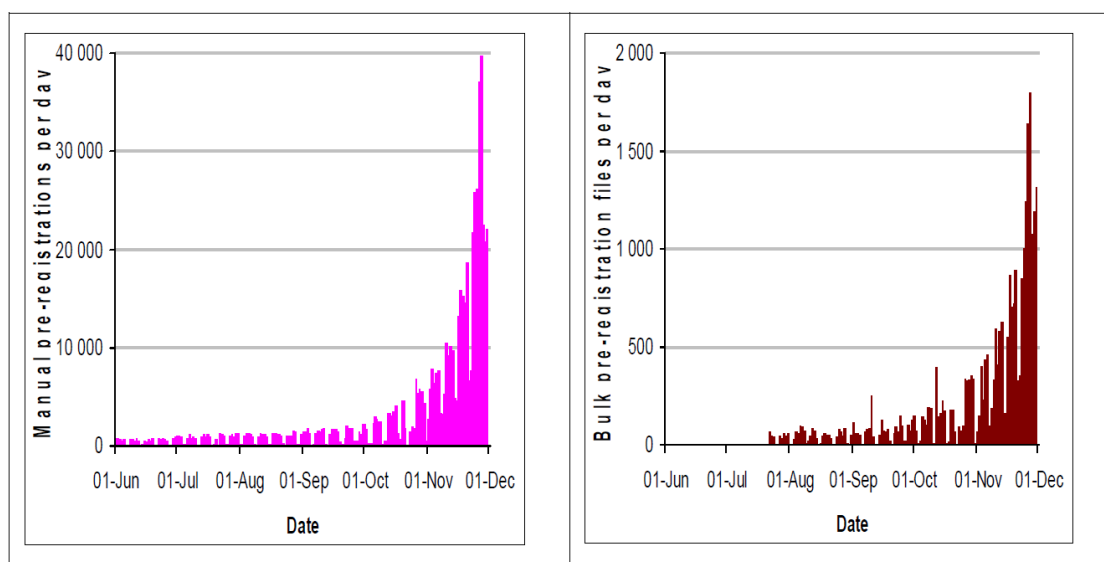 Manual pre-registrations per day
40 000
30 000
20 000
10 000
0
01-Jun 01-Jul 01-Aug 01-Sep 01-Oct 01-Nov 01-Dec
Date
Bulk pre-registration files per day
2 000
1 500
1 000
500
0
01-Jun 01-Jul 01-Aug 01-Sep 01-Oct 01-Nov 01-Dec
Date